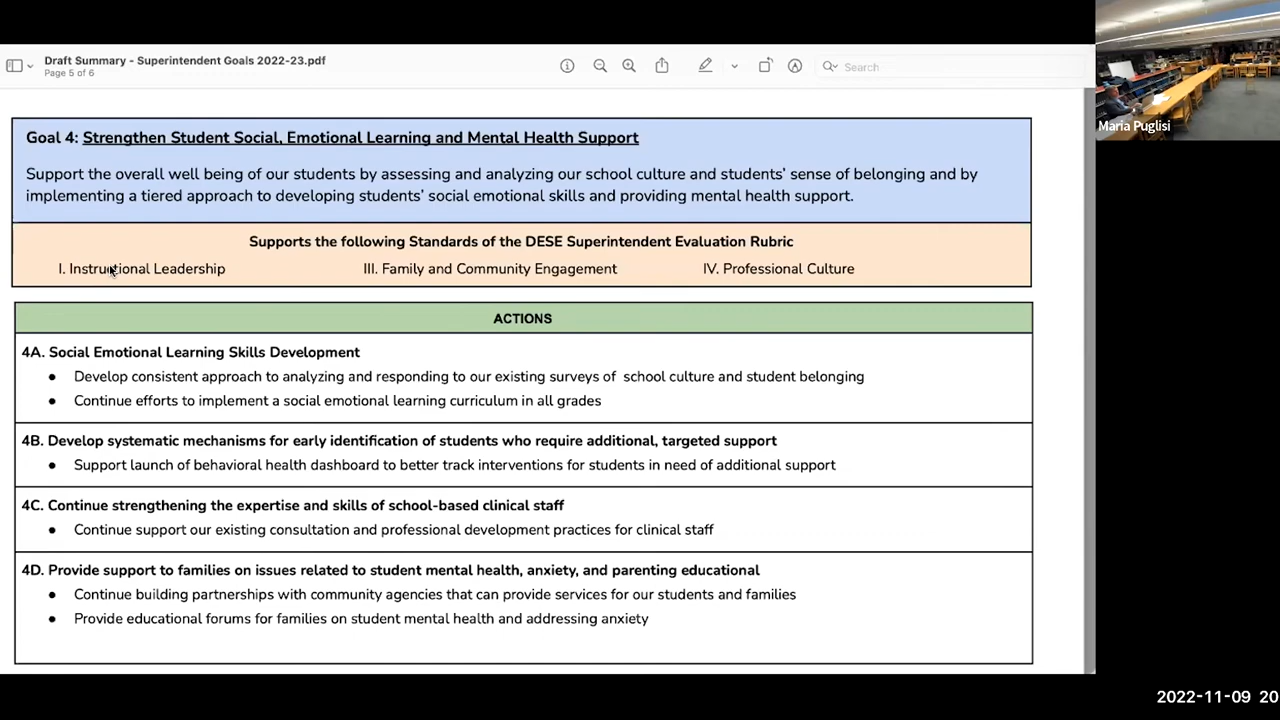 Draft Summary - Superintendent Goals 2022-23.pdf
Page 5 of 6
Search
Maria Puglisi
Goal 4: Strengthen Student Social, Emotional Learning and Mental Health Support
Support the overall well being of our students by assessing and analyzing our school culture and students’ sense of belonging and by
implementing a tiered approach to developing students’ social emotional skills and providing mental health support.
Supports the following Standards of the DESE Superintendent Evaluation Rubric
I. Instructional Leadership III. Family and Community Engagement IV. Professional Culture
ACTIONS
4A. Social Emotional Learning Skills Development
● Develop consistent approach to analyzing and responding to our existing surveys of school culture and student belonging
● Continue efforts to implement a social emotional learning curriculum in all grades
4B. Develop systematic mechanisms for early identification of students who require additional, targeted support
● Support launch of behavioral health dashboard to better track interventions for students in need of additional support
4C. Continue strengthening the expertise and skills of school-based clinical staff
● Continue support our existing consultation and professional development practices for clinical staff
4D. Provide support to families on issues related to student mental health, anxiety, and parenting educational
● Continue building partnerships with community agencies that can provide services for our students and families
● Provide educational forums for families on student mental health and addressing anxiety
2022-11-09 20